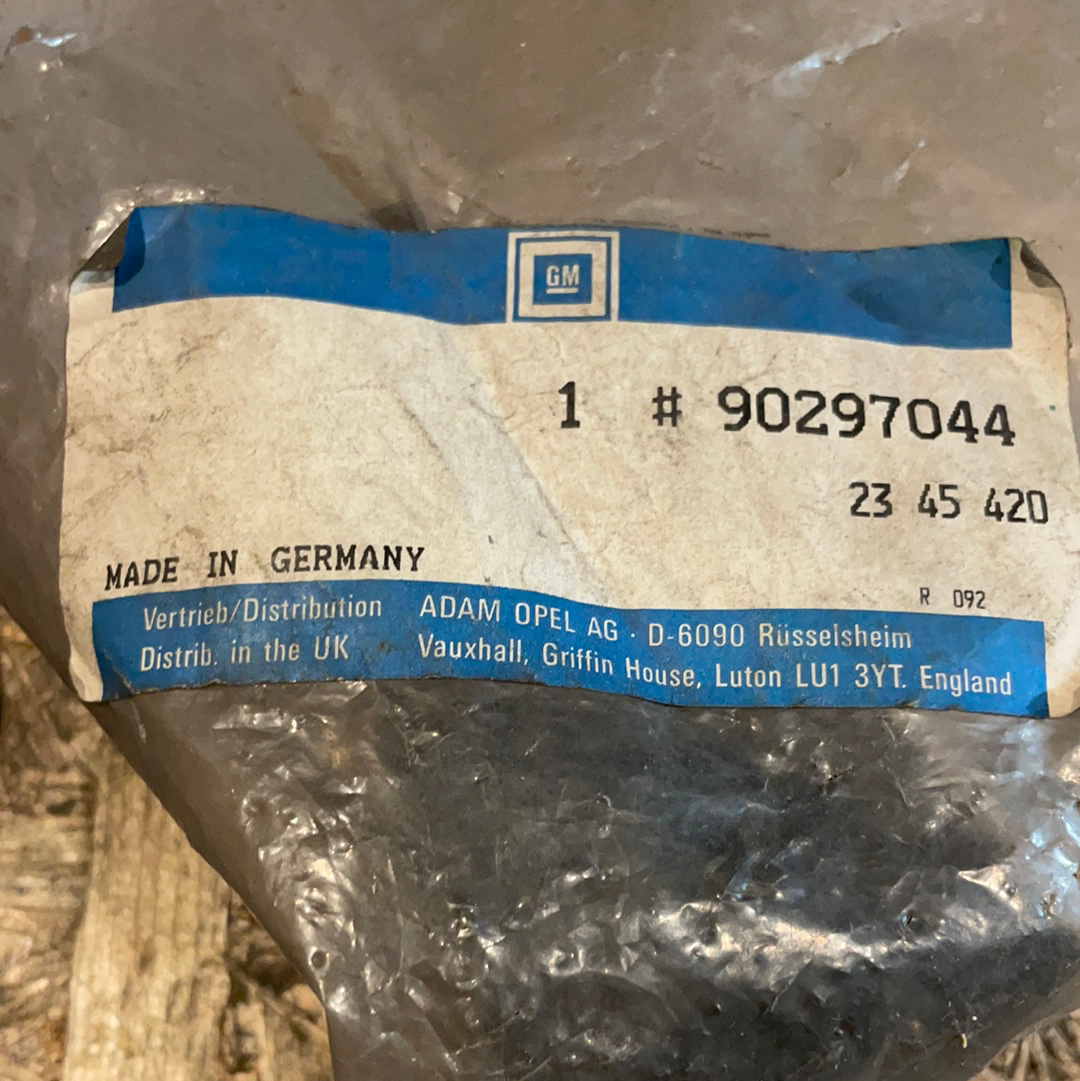 GM
1 # 90297044
23 45 420
MADE IN GERMANY
R 092
Vertrieb/Distribution ADAM OPEL AG · D-6090 Rüsselsheim
Distrib. in the UK Vauxhall, Griffin House, Luton LU1 3YT. England